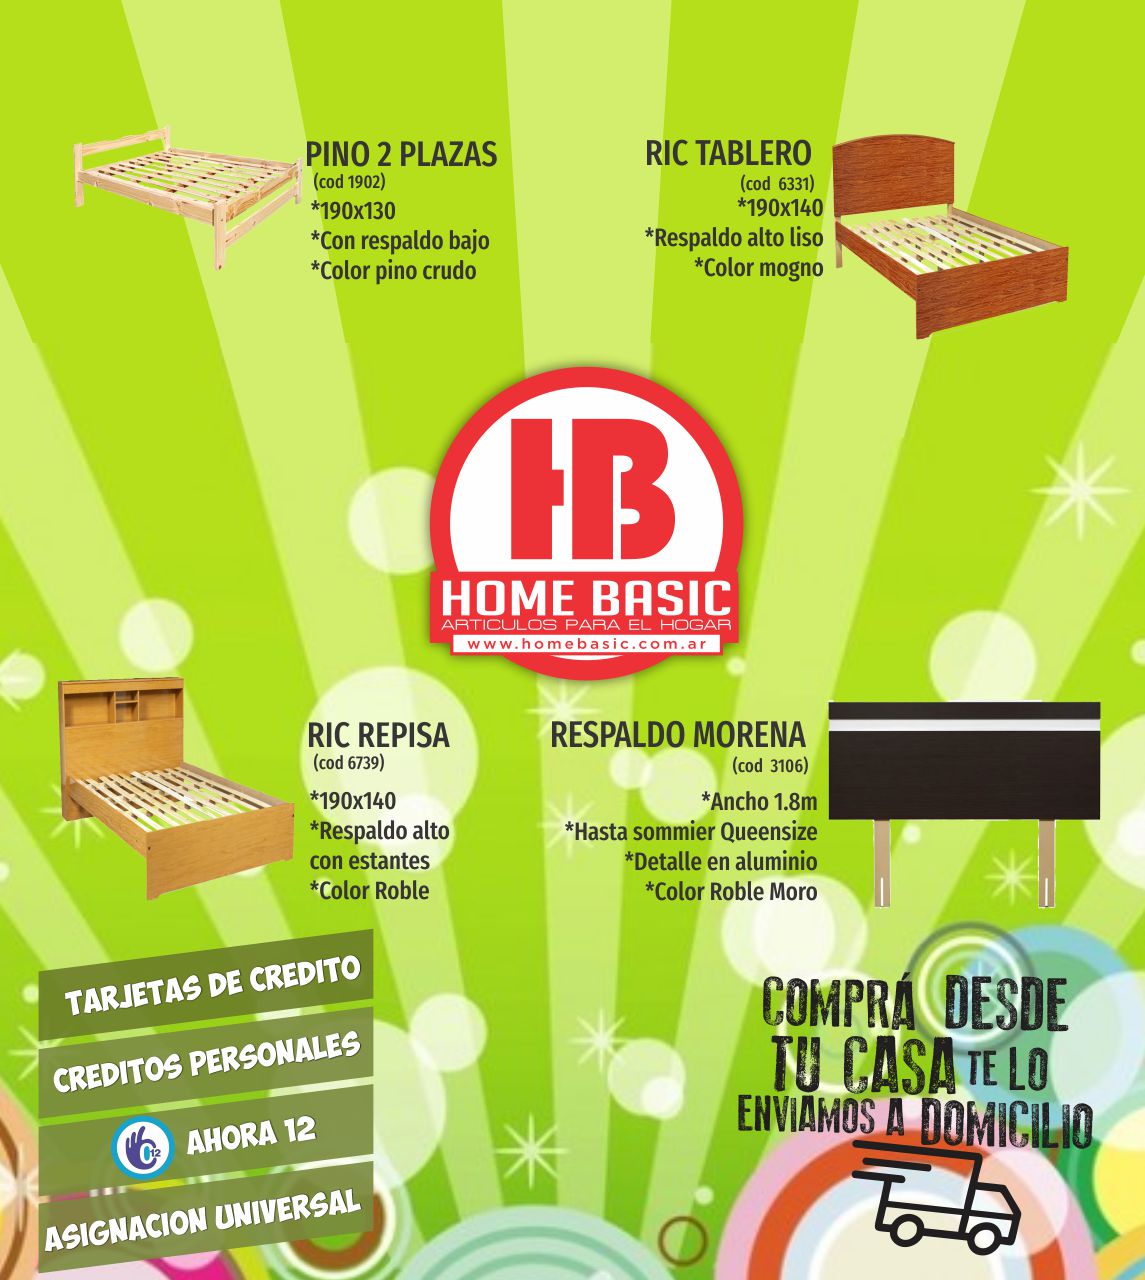 PINO 2 PLAZAS
(cod 1902)
*190x130
*Con respaldo bajo
*Color pino crudo
RIC TABLERO
(cod 6331)
*190x140
*Respaldo alto liso
*Color mogno
HB
HOME BASIC
ARTICULOS PARA EL HOGAR
www.homebasic.com.ar
RIC REPISA
(cod 6739)
*190x140
*Respaldo alto
con estantes
*Color Roble
RESPALDO MORENA
(cod 3106)
*Ancho 1.8m
*Hasta sommier Queensize
*Detalle en aluminio
*Color Roble Moro
TARJETAS DE CREDITO
CREDITOS PERSONALES
12 AHORA 12
ASIGNACION UNIVERSAL
COMPRÁ DESDE
TU CASA TE LO
ENVIAMOS A DOMICILIO